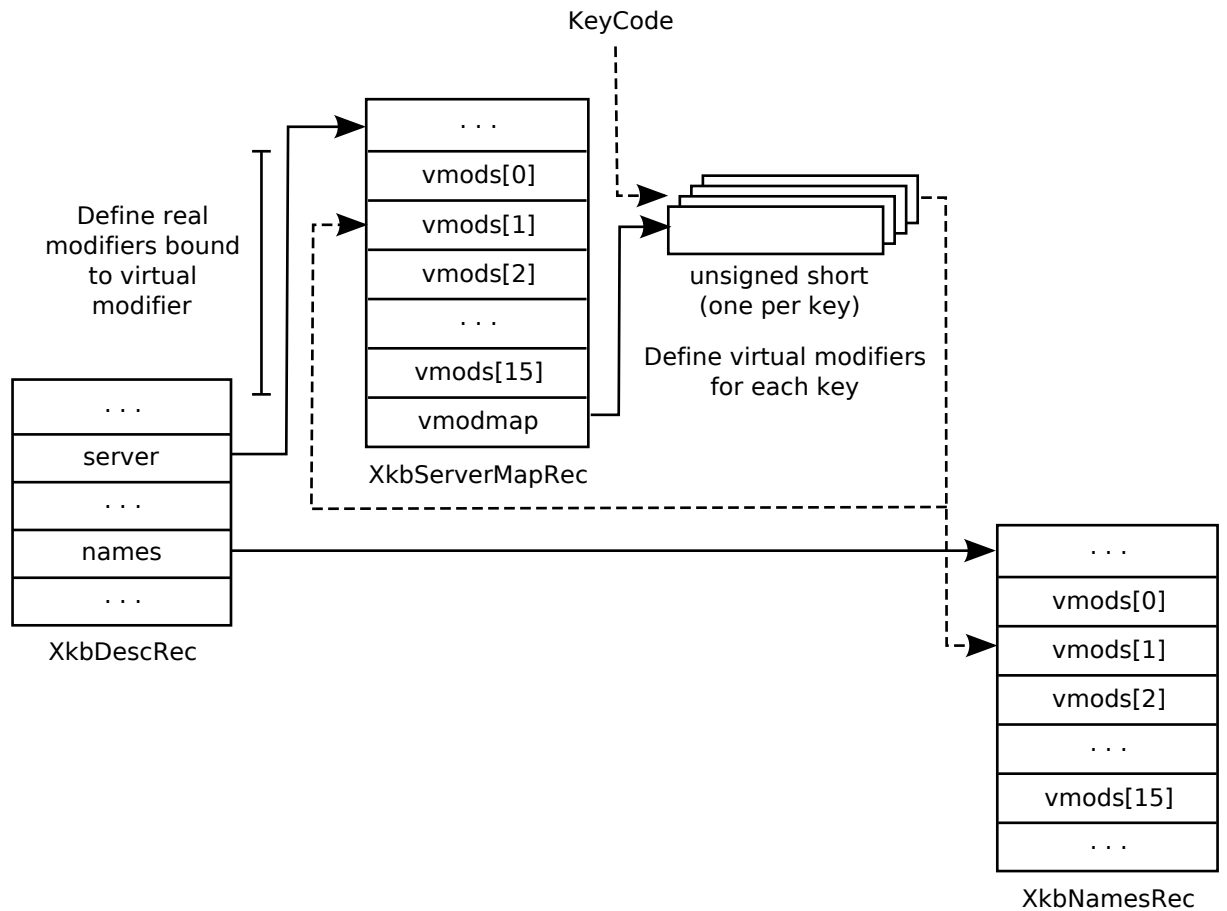 KeyCode
. . .
vmods[0]
vmods[1]
vmods[2]
. . .
vmods[15]
vmodmap
XkbServerMapRec
Define real
modifiers bound
to virtual
modifier
unsigned short
(one per key)
Define virtual modifiers
for each key
. . .
server
. . .
names
. . .
XkbDescRec
. . .
vmods[0]
vmods[1]
vmods[2]
. . .
vmods[15]
. . .
XkbNamesRec